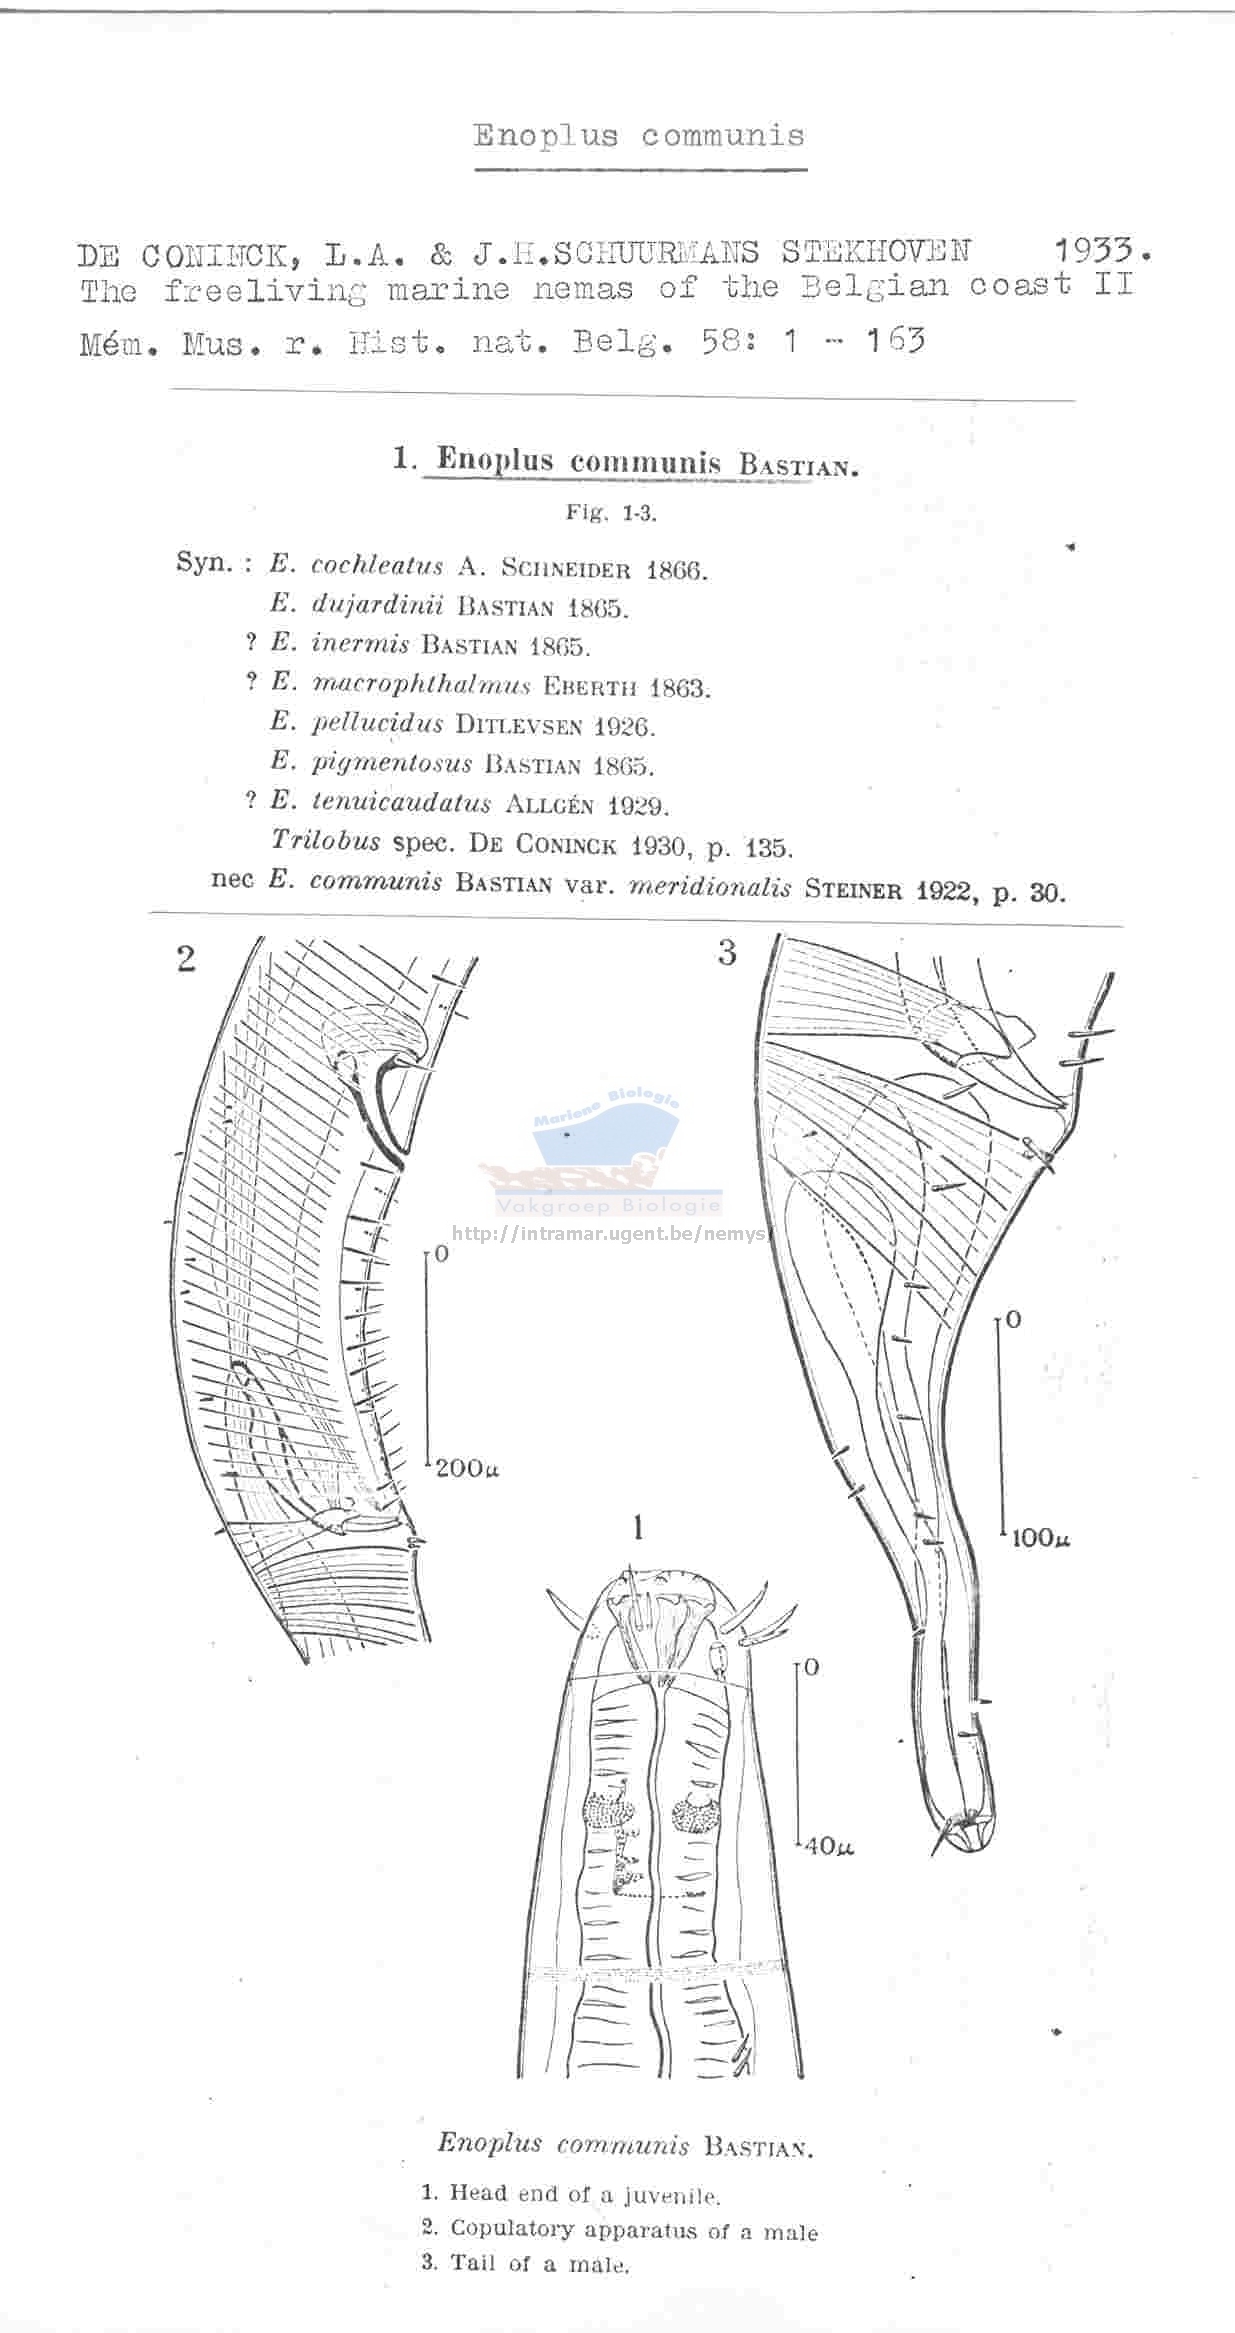 Enoplus communis
DE CONINCK, L.A. & J.H.SCHUURMANS STEKHOVEN 1933.
The freeliving marine nemas of the Belgian coast II
Mém. Mus. r. Hist. nat. Belg. 58: 1 - 163
1. Enoplus communis BASTIAN.
Fig. 1-3.
Syn. : E. cochleatus A. SCHNEIDER 1866.
E. dujardinii BASTIAN 1865.
? E. inermis BASTIAN 1865.
? E. macrophthalmus EBERTH 1863.
E. pellucidus DITLEVSEN 1926.
E. pigmentosus BASTIAN 1865.
? E. tenuicaudatus ALLGÉN 1929.
Trilobus spec. DE CONINCK 1930, p. 135.
nec E. communis BASTIAN var. meridionalis STEINER 1922, p. 30.
2
3
Mariene Biologie
Vakgroep Biologie
http://intramar.ugent.be/nemys/
0
200µ
0
100µ
1
0
40µ
Enoplus communis BASTIAN.
1. Head end of a juvenile.
2. Copulatory apparatus of a male
3. Tail of a male.